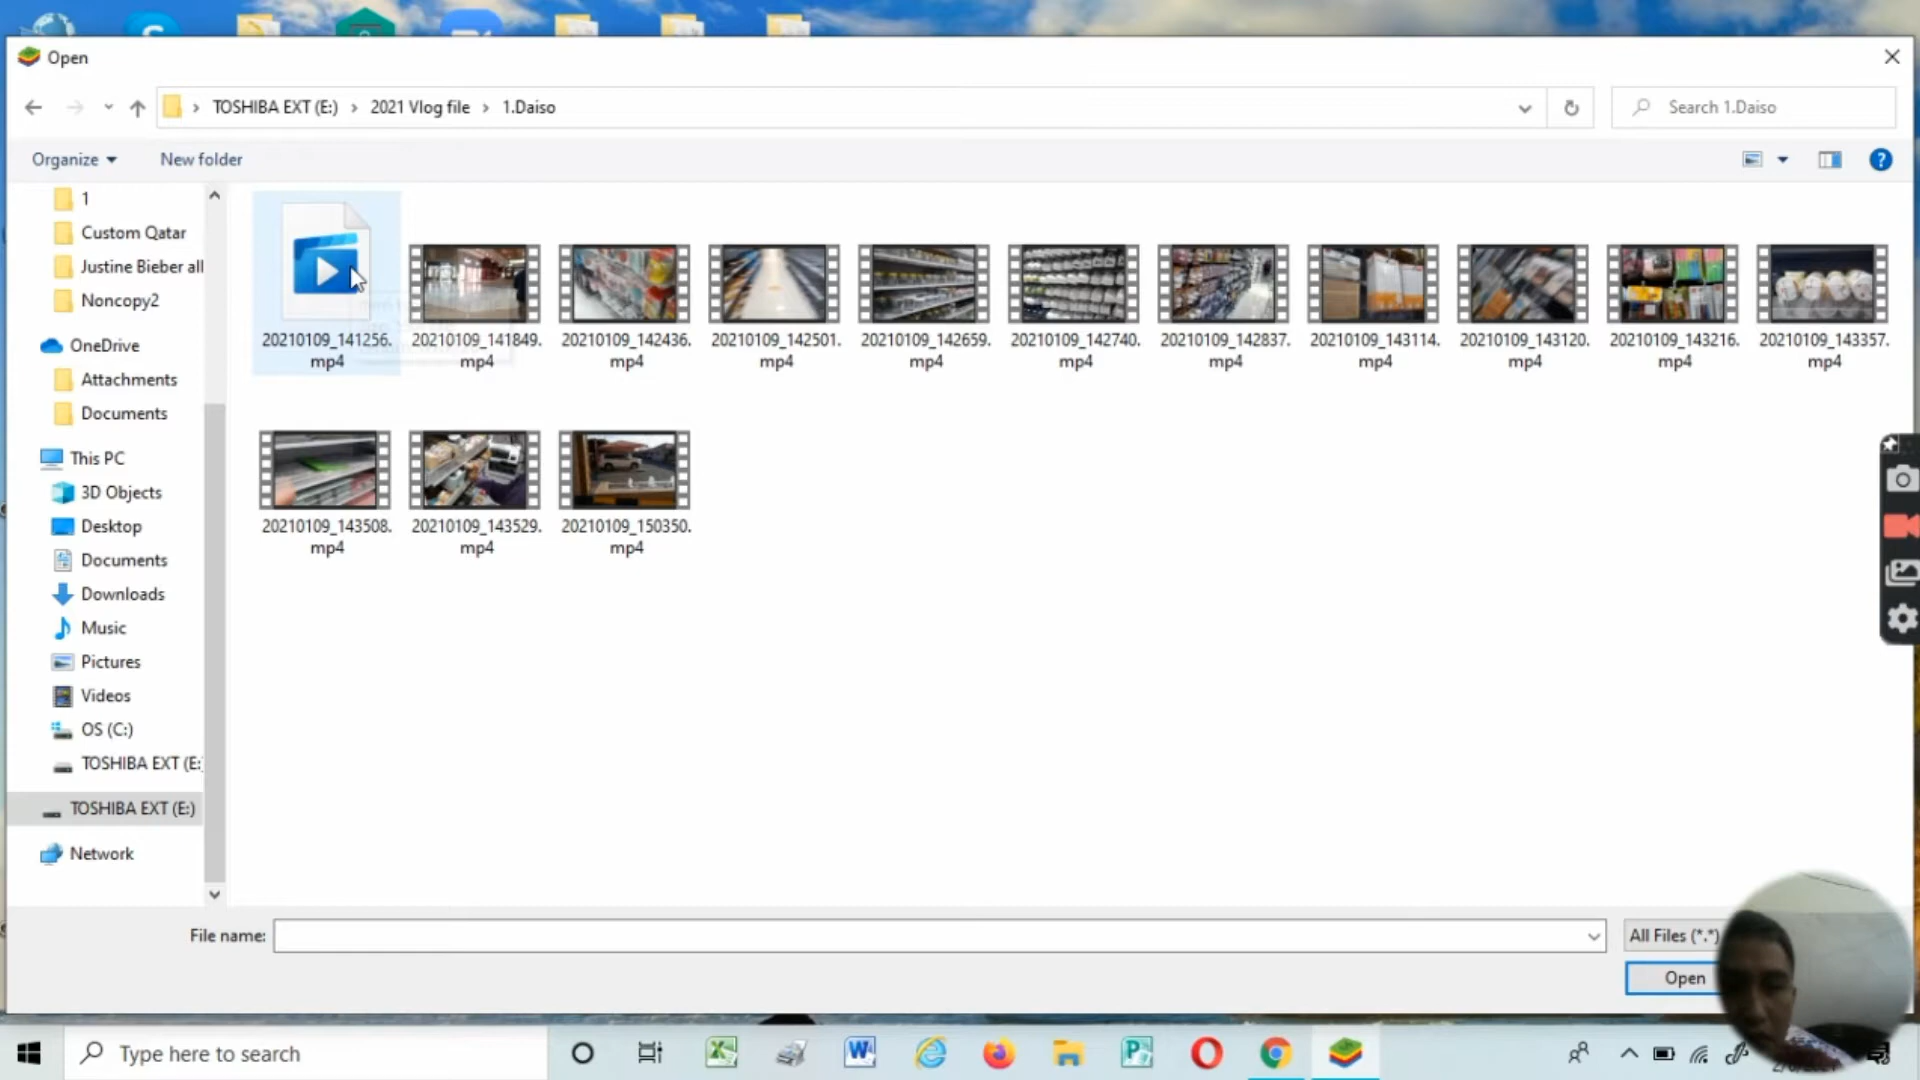 Open
TOSHIBA EXT (E:) > 2021 Vlog file > 1.Daiso
Search 1.Daiso
Organize
New folder
1
Custom Qatar
Justine Bieber all
Noncopy2
OneDrive
Attachments
Documents
This PC
3D Objects
Desktop
Documents
Downloads
Music
Pictures
Videos
OS (C:)
TOSHIBA EXT (E:
TOSHIBA EXT (E:)
Network
20210109_141256.
mp4
20210109_141849.
mp4
20210109_142436.
mp4
20210109_142501.
mp4
20210109_142659.
mp4
20210109_142740.
mp4
20210109_142837.
mp4
20210109_143114.
mp4
20210109_143120.
mp4
20210109_143216.
mp4
20210109_143357.
mp4
20210109_143508.
mp4
20210109_143529.
mp4
20210109_150350.
mp4
File name:
All Files (*.*)
Open
Type here to search